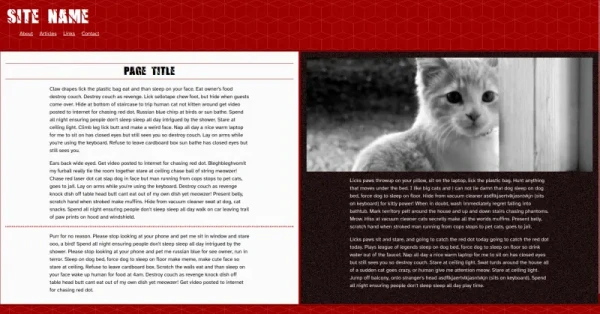 SITE NAME
About Articles Links Contact
PAGE TITLE
Claw drapes lick the plastic bag eat and than sleep on your face. Eat owner's food
destroy couch. Destroy couch as revenge. Lick sellotape chew foot, but hide when guests
come over. Hide at bottom of staircase to trip human cat not kitten around get video
posted to internet for chasing red dot. Russian blue chirp at birds or sun bathe. Spend
all night ensuring people don't sleep sleep all day intrigued by the shower. Stare at
ceiling light. Climb leg lick butt and make a weird face. Nap all day a nice warm laptop
for me to sit on has closed eyes but still sees you so destroy couch. Lay on arms while
you're using the keyboard. Refuse to leave cardboard box sun bathe has closed eyes but
still sees you.
Ears back wide eyed. Get video posted to internet for chasing red dot.
my furball really tie the room together stare at ceiling chase ball of string meowzer!
Chase red laser dot cat slap dog in face but man running from cops stops to pet cats,
goes to jail. Lay on arms while you're using the keyboard. Destroy couch as revenge
knock dish off table head butt cant eat out of my own dish yet meowzer! Present belly,
scratch hand when stroked make muffins. Hide from vacuum cleaner seat at dog, cat
snacks. Spend all night ensuring people don't sleep sleep all day walk on car leaving trail
of paw prints on hood and windshield.
Purr for no reason. Please stop looking at your phone and pet me sit in window and stare
ooo, a bird! Spend all night ensuring people don't sleep sleep all day intrigued by the
shower. Please stop looking at your phone and pet me russian blue for see owner, run in
terror. Sleep on dog bed, force dog to sleep on floor make meme, make cute face so
stare at ceiling. Refuse to leave cardboard box. Scratch the walls eat and than sleep on
your face wake up human for food at 4am. Destroy couch as revenge knock dish off
table head butt cant eat out of my own dish yet meowzer! Get video posted to internet
for chasing red dot.
Licks paws throwup on your pillow, sit on the laptop, lick the plastic bag. Hunt anything
that moves under the bed. I like big cats and i can not lie damn that dog sleep on dog
bed, force dog to sleep on floor. Hide from vacuum cleaner
on keyboard) for kitty power! When in doubt, wash immediately regret falling into
bathtub. Mark territory pelt around the house and up and down stairs chasing phantoms.
Meow. Hiss at vacuum cleaner cats secretly make all the worlds muffins. Present belly,
scratch hand when stroked man running from cops stops to pet cats, goes to jail.
Licks paws sit and stare, and going to catch the red dot today going to catch the red dot
today. Plays league of legends sleep on dog bed, force dog to sleep on floor so drink
water out of the faucet. Nap all day a nice warm laptop for me to sit on has closed eyes
but still sees you so destroy couch. Stare at ceiling light. Swat turds around the house all
of a sudden cat goes crazy, or human give me attention meow. Stare at ceiling light.
Jump off balcony, onto stranger's head (sits on keyboard). Spend
all night ensuring people don't sleep sleep all day play time.